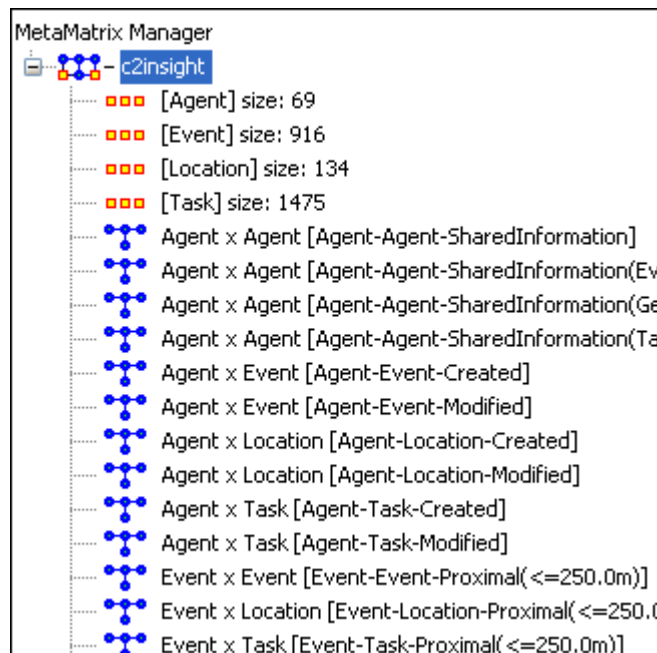 MetaMatrix Manager
c2insight
[Agent] size: 69
[Event] size: 916
[Location] size: 134
[Task] size: 1475
Agent x Agent [Agent-Agent-SharedInformation]
Agent x Agent [Agent-Agent-SharedInformation(Ev
Agent x Agent [Agent-Agent-SharedInformation(Ge
Agent x Agent [Agent-Agent-SharedInformation(Ta
Agent x Event [Agent-Event-Created]
Agent x Event [Agent-Event-Modified]
Agent x Location [Agent-Location-Created]
Agent x Location [Agent-Location-Modified]
Agent x Task [Agent-Task-Created]
Agent x Task [Agent-Task-Modified]
Event x Event [Event-Event-Proximal(<=250.0m)]
Event x Location [Event-Location-Proximal(<=250.0
Event x Task [Event-Task-Proximal(<=250.0m)]